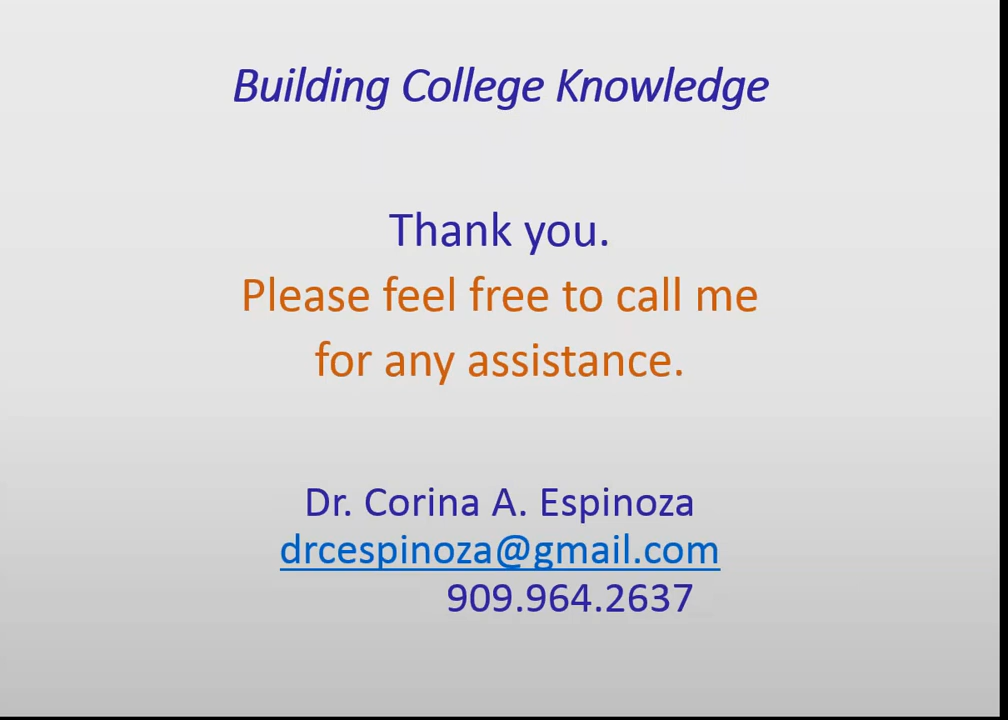 Building College Knowledge
Thank you.
Please feel free to call me
for any assistance.
Dr. Corina A. Espinoza
drcespinoza@gmail.com
909.964.2637